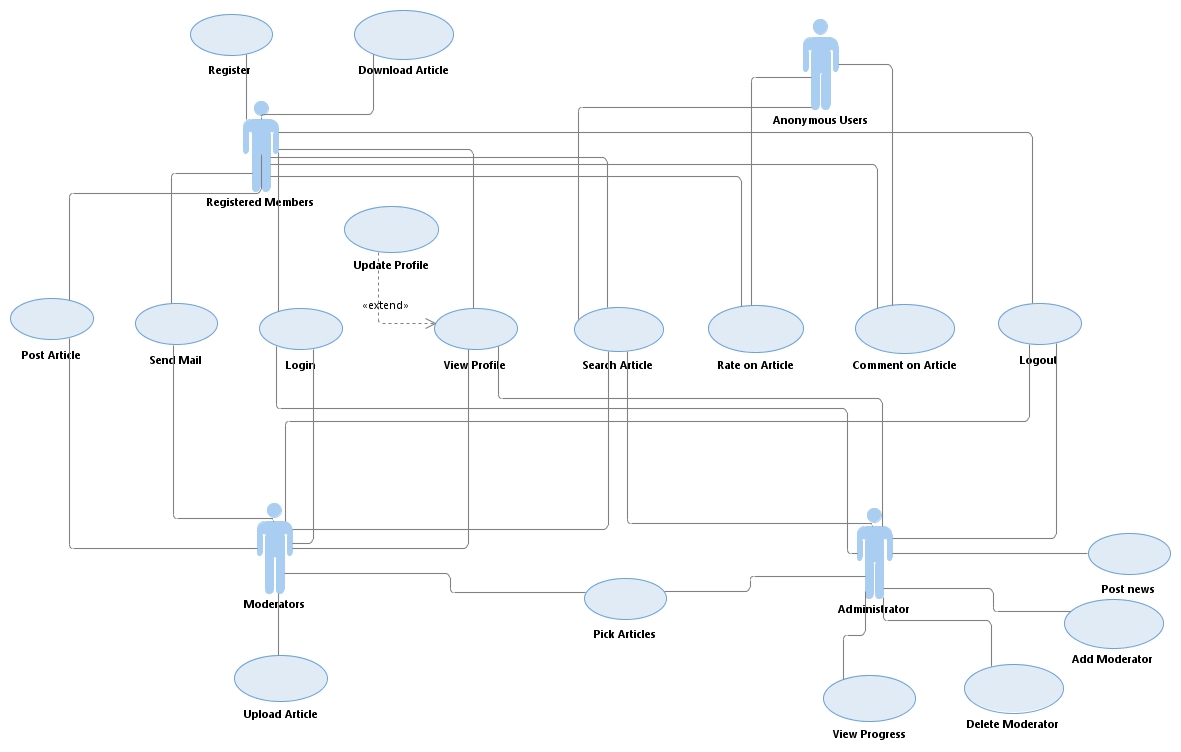 Register
Download Article
Anonymous Users
Registered Members
Update Profile
«extend»
Post Article
Send Mail
Login
View Profile
Search Article
Rate on Article
Comment on Article
Logout
Moderators
Administrator
Post news
Pick Articles
Add Moderator
Upload Article
Delete Moderator
View Progress